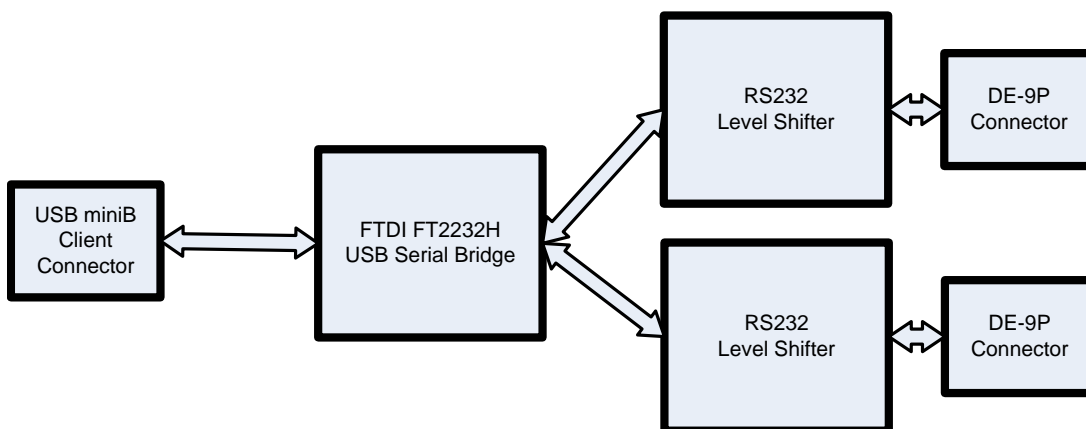 USB miniB
Client
Connector
FTDI FT2232H
USB Serial Bridge
RS232
Level Shifter
DE-9P
Connector
RS232
Level Shifter
DE-9P
Connector